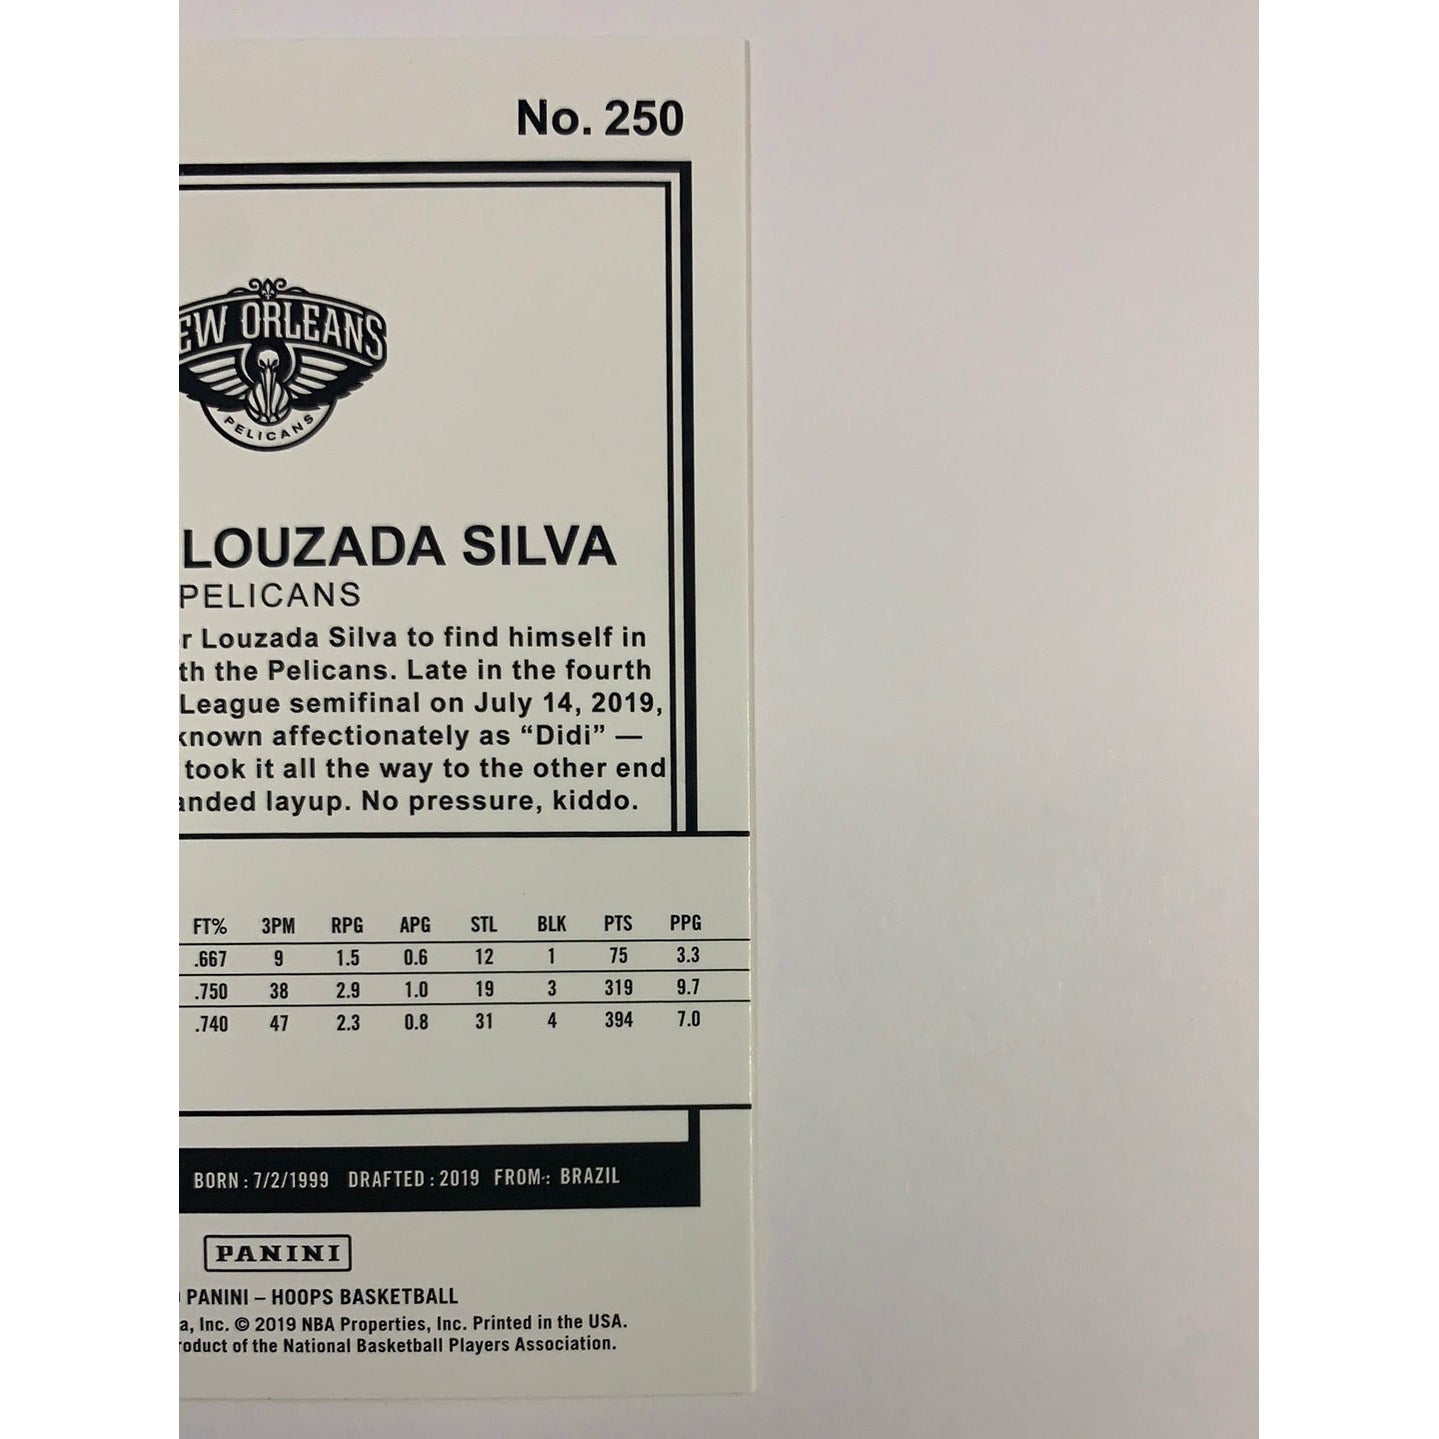 No. 250
EW ORLEANS
PELICANS
LOUZADA SILVA
PELICANS
r Louzada Silva to find himself in
th the Pelicans. Late in the fourth
League semifinal on July 14, 2019,
known affectionately as “Didi” —
took it all the way to the other end
anded layup. No pressure, kiddo.
FT% 3PM RPG APG STL BLK PTS PPG
.667 9 1.5 0.6 12 1 75 3.3
.750 38 2.9 1.0 19 3 319 9.7
.740 47 2.3 0.8 31 4 394 7.0
BORN: 7/2/1999 DRAFTED: 2019 FROM: BRAZIL
PANINI
PANINI – HOOPS BASKETBALL
a, Inc. © 2019 NBA Properties, Inc. Printed in the USA.
oduct of the National Basketball Players Association.